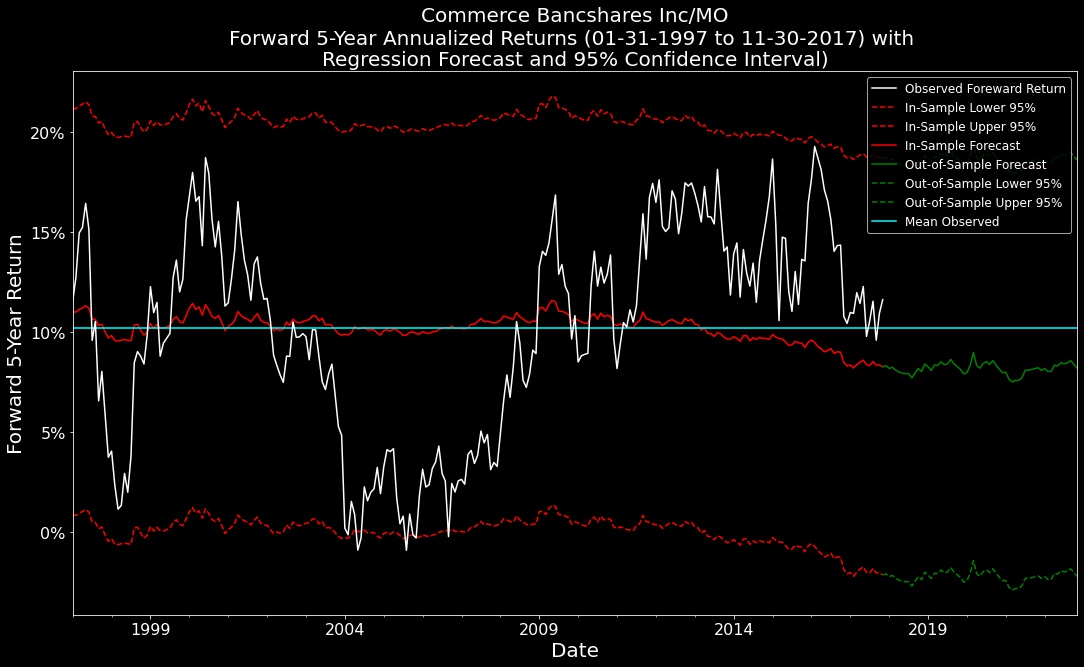 Commerce Bancshares Inc/MO
Forward 5-Year Annualized Returns (01-31-1997 to 11-30-2017) with
Regression Forecast and 95% Confidence Interval)
Forward 5-Year Return
20%
15%
10%
5%
0%
Observed Foreward Return
In-Sample Lower 95%
In-Sample Upper 95%
In-Sample Forecast
Out-of-Sample Forecast
Out-of-Sample Lower 95%
Out-of-Sample Upper 95%
Mean Observed
1999
2004
2009
2014
2019
Date